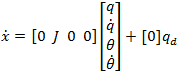 ẋ = [0 J 0 0] [q q̇ θ θ̇] + [0]q_d